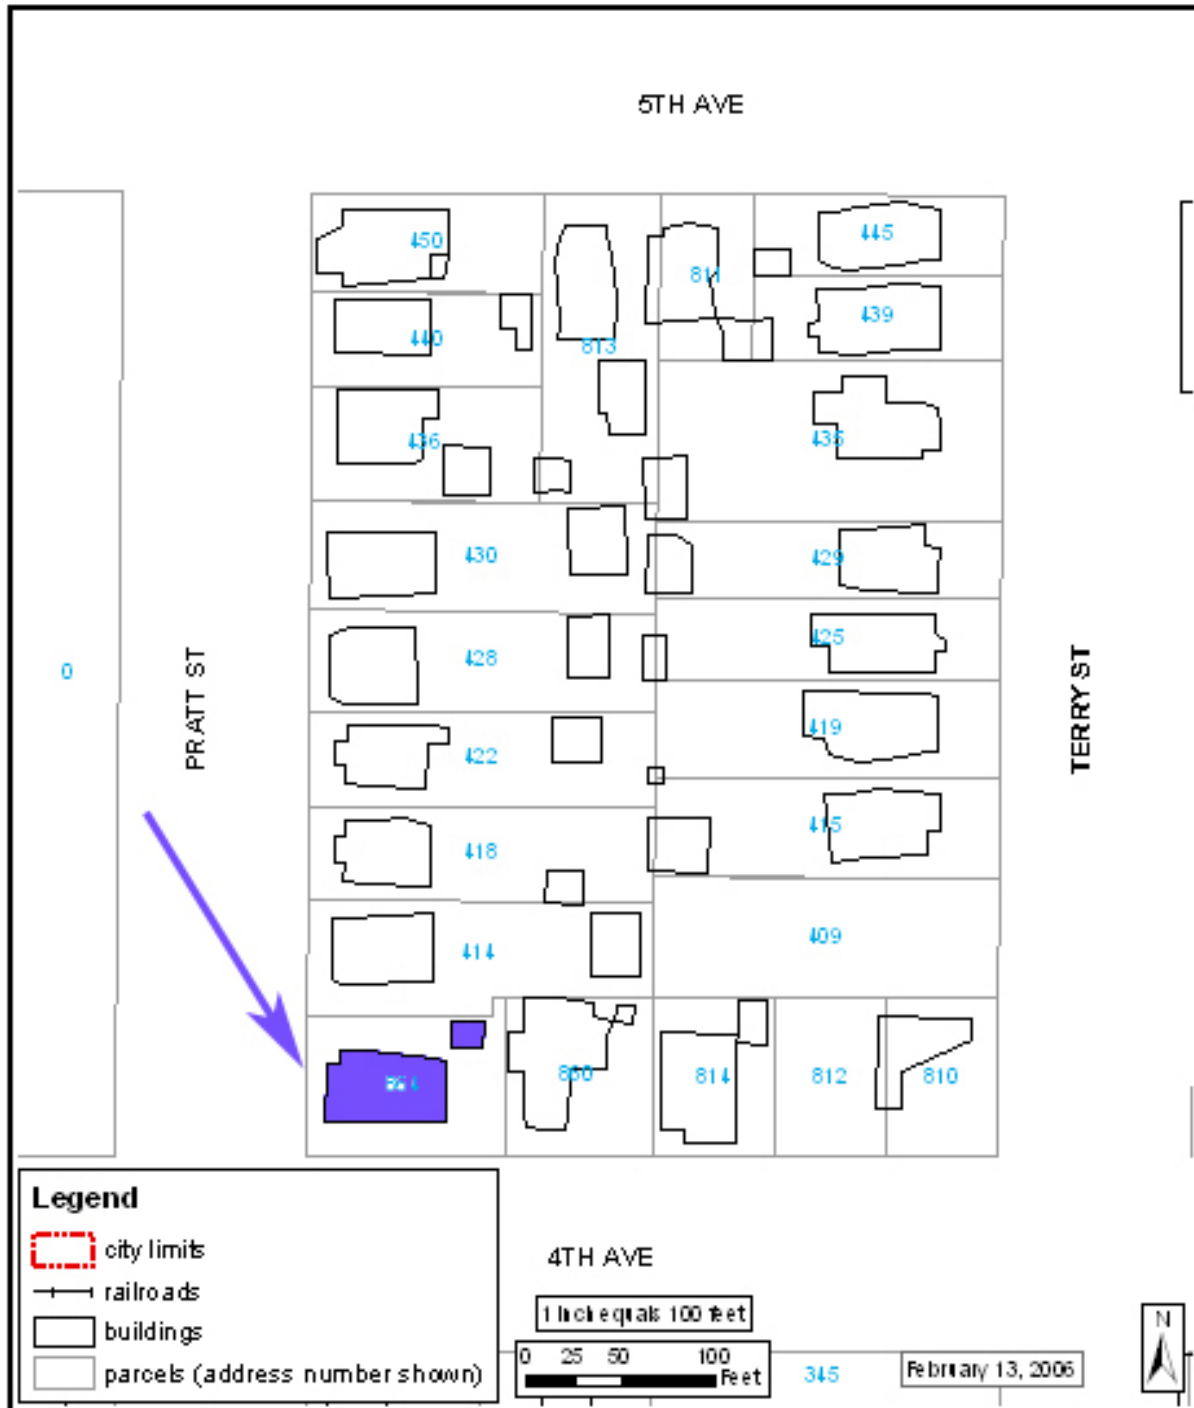 5TH AVE
450
813
811
445
440
439
436
435
430
429
428
425
0
PRATT ST
TERRY ST
422
419
418
415
414
409
814
812
810
Legend
city limits
railroads
buildings
parcels (address number shown)
4TH AVE
1 inch equals 100 feet
0 25 50 100
Feet
345
February 13, 2006
N